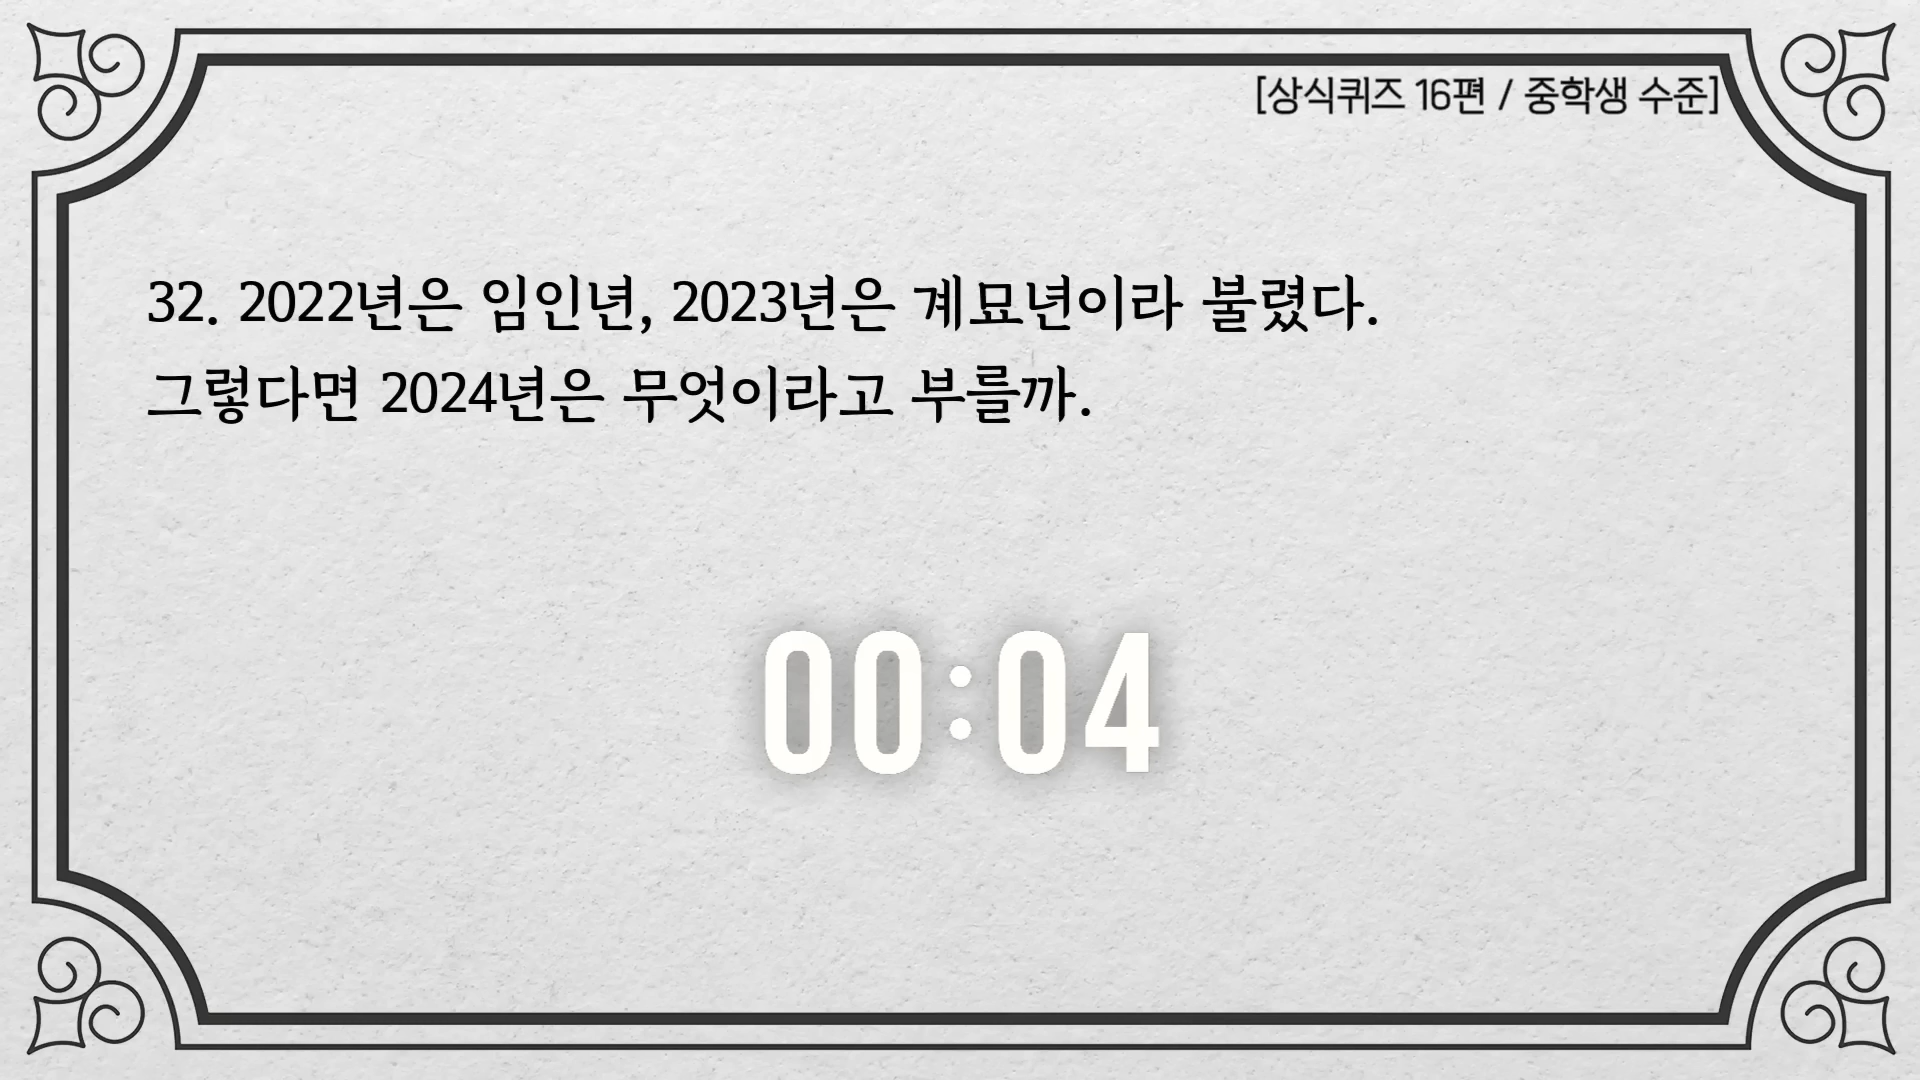 [상식퀴즈 16편 / 중학생 수준]
32. 2022년은 임인년, 2023년은 계묘년이라 불렸다.
그렇다면 2024년은 무엇이라고 부를까.
00:04